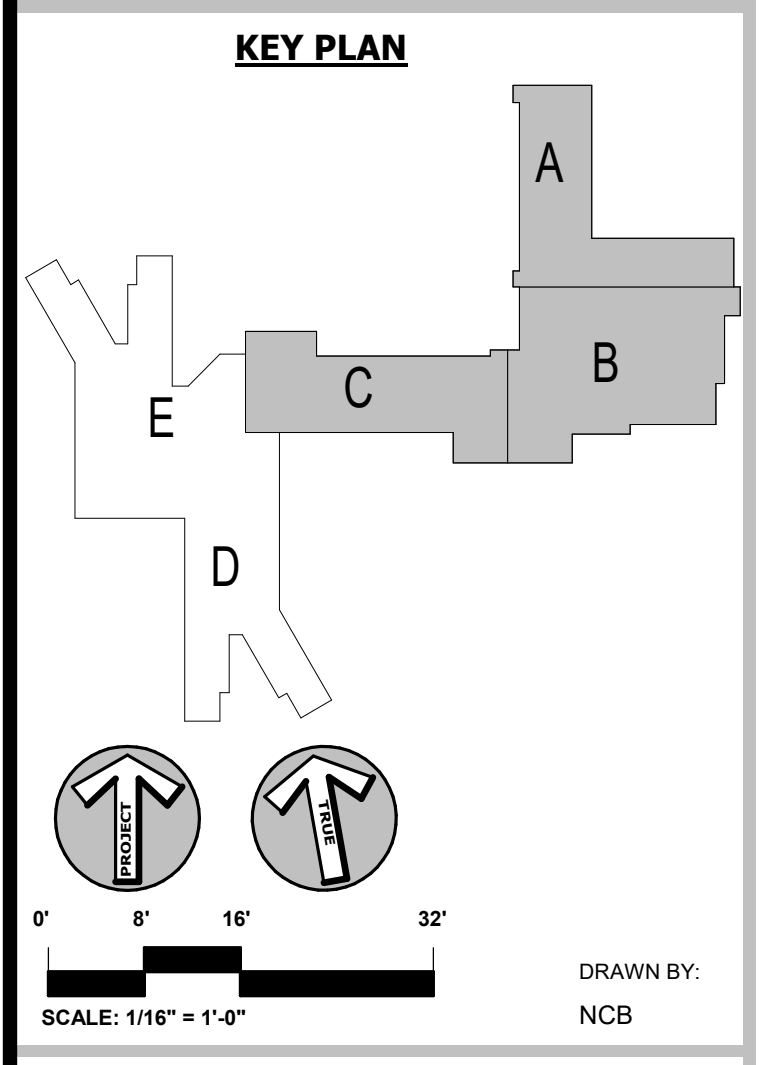 KEY PLAN
A
B
C
E
D
PROJECT
TRUE
0' 8' 16' 32'
SCALE: 1/16" = 1'-0"
DRAWN BY:
NCB